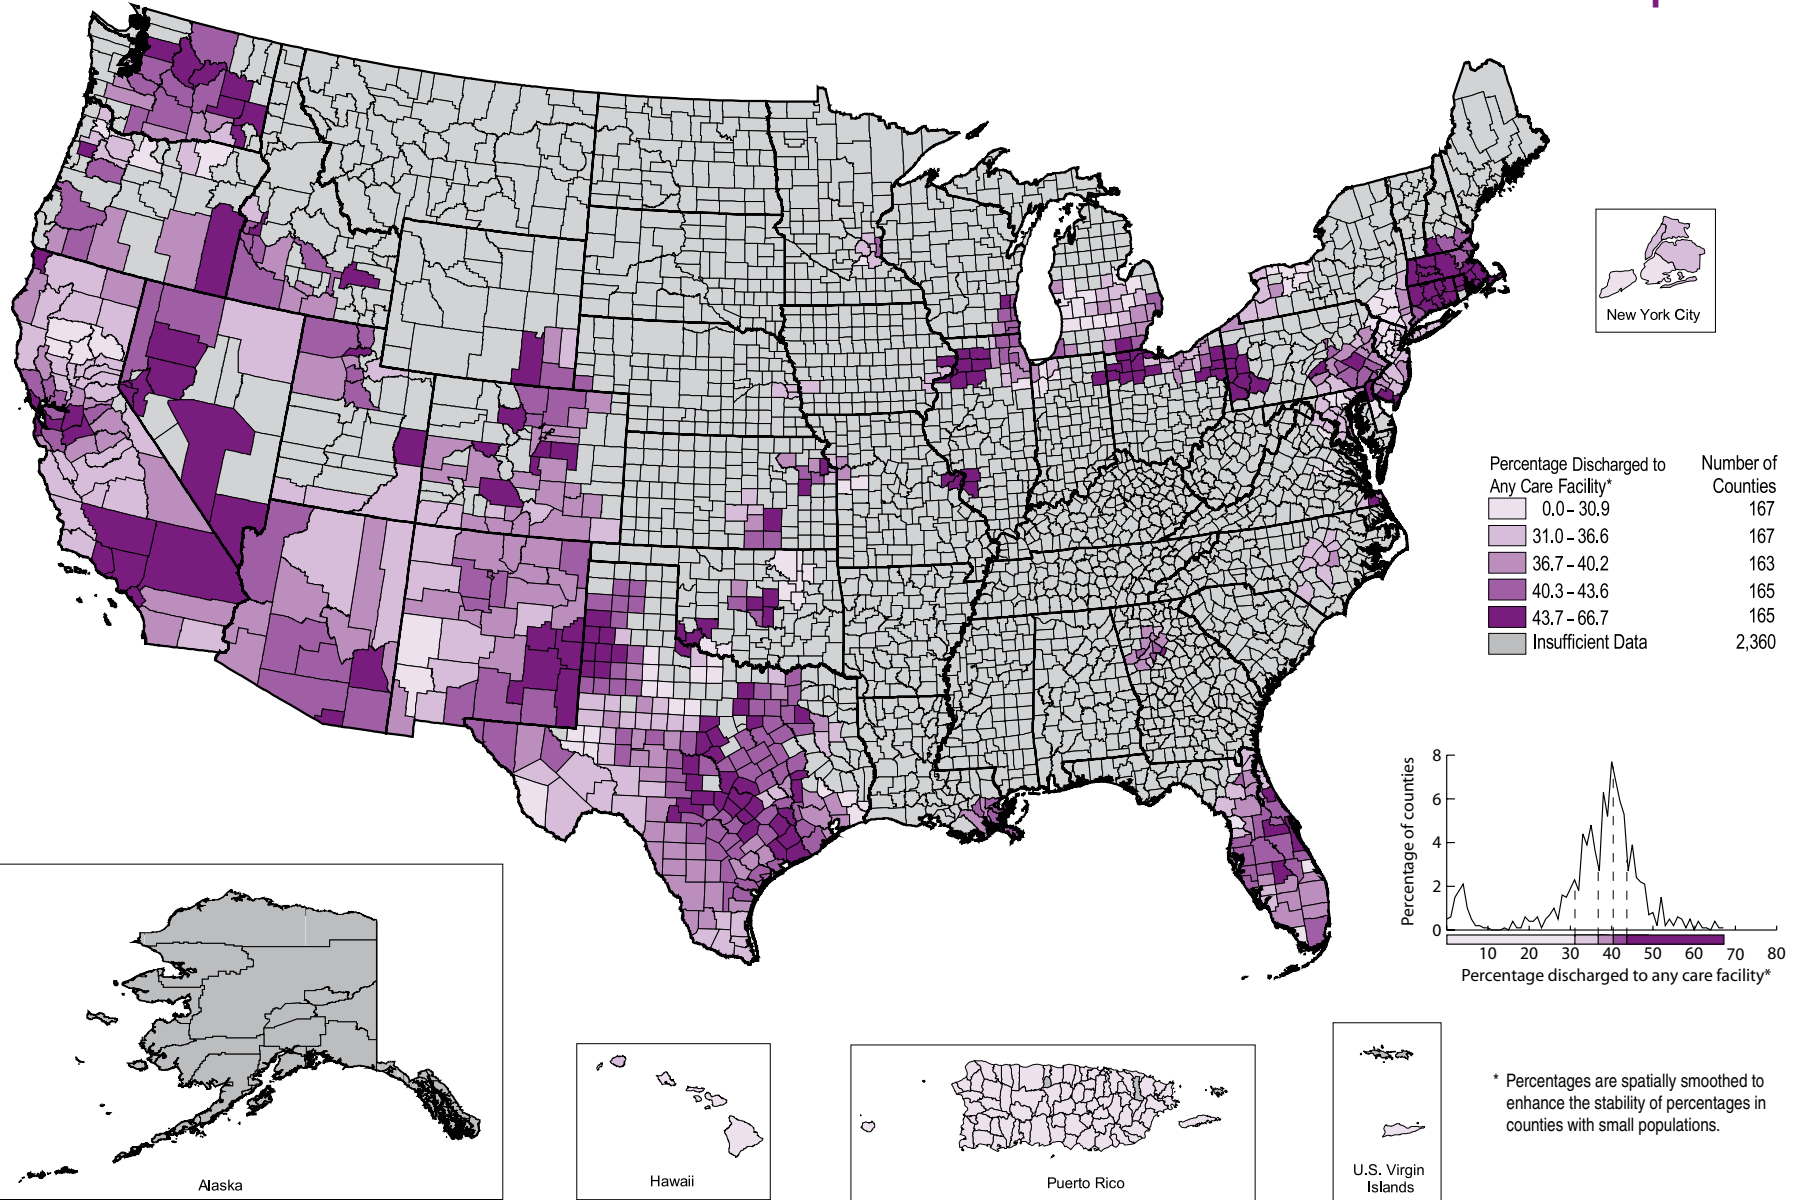 New York City
Percentage Discharged to
Any Care Facility*
Number of
Counties
0.0 – 30.9 167
31.0 – 36.6 167
36.7 – 40.2 163
40.3 – 43.6 165
43.7 – 66.7 165
Insufficient Data 2,360
Percentage of counties
8
6
4
2
0
10 20 30 40 50 60 70 80
Percentage discharged to any care facility*
* Percentages are spatially smoothed to
enhance the stability of percentages in
counties with small populations.
Alaska
Hawaii
Puerto Rico
U.S. Virgin
Islands